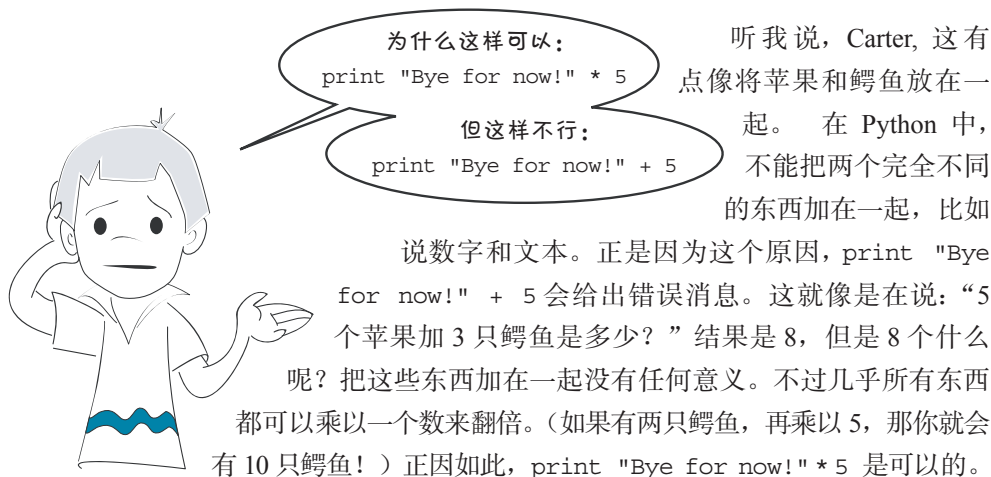 为什么这样可以：
print "Bye for now!" * 5
但这样不行：
print "Bye for now!" + 5
听我说，Carter, 这有
点像将苹果和鳄鱼放在一
起。 在 Python 中，
不能把两个完全不同
的东西加在一起，比如
说数字和文本。正是因为这个原因，print "Bye
for now!" + 5 会给出错误消息。这就像是在说：“5
个苹果加 3 只鳄鱼是多少？”结果是 8，但是 8 个什么
呢？把这些东西加在一起没有任何意义。不过几乎所有东西
都可以乘以一个数来翻倍。（如果有两只鳄鱼，再乘以 5，那你就会
有 10 只鳄鱼！）正因如此，print "Bye for now!" * 5 是可以的。